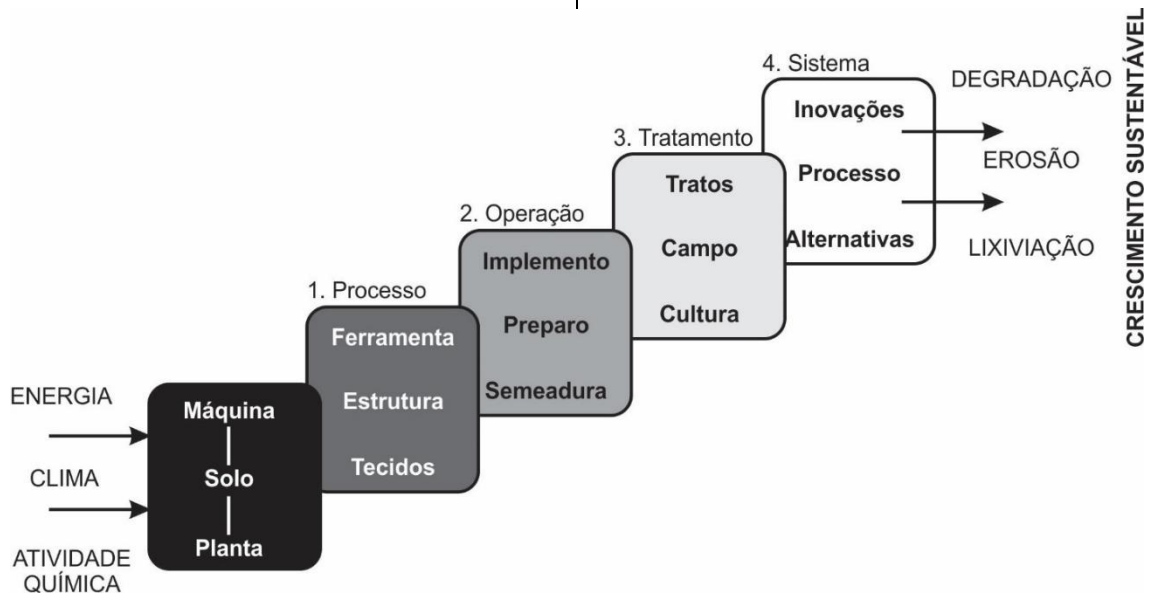 ENERGIA
CLIMA
ATIVIDADE
QUÍMICA
Máquina
Solo
Planta
1. Processo
Ferramenta
Estrutura
Tecidos
2. Operação
Implemento
Preparo
Semeadura
3. Tratamento
Tratos
Campo
Cultura
4. Sistema
Inovações
Processo
Alternativas
DEGRADAÇÃO
EROSÃO
LIXIVIAÇÃO
CRESCIMENTO SUSTENTÁVEL